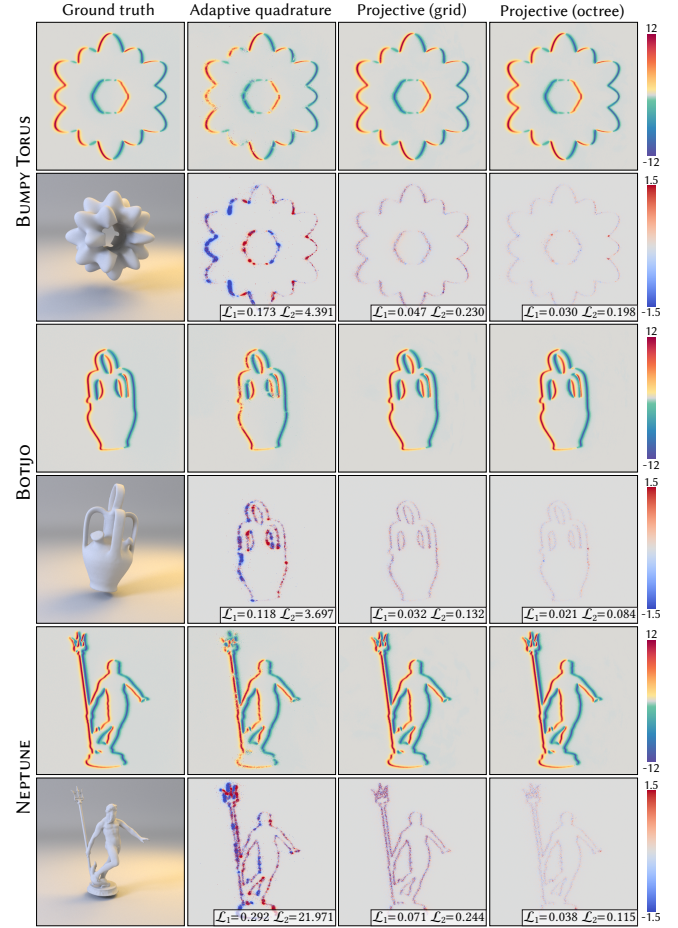 Ground truth Adaptive quadrature Projective (grid) Projective (octree)
12
BUMPY TORUS
-12
1.5
ℒ₁=0.173 ℒ₂=4.391 ℒ₁=0.047 ℒ₂=0.230 ℒ₁=0.030 ℒ₂=0.198 -1.5
12
BOTIJO
-12
1.5
ℒ₁=0.118 ℒ₂=3.697 ℒ₁=0.032 ℒ₂=0.132 ℒ₁=0.021 ℒ₂=0.084 -1.5
12
NEPTUNE
-12
1.5
ℒ₁=0.292 ℒ₂=21.971 ℒ₁=0.071 ℒ₂=0.244 ℒ₁=0.038 ℒ₂=0.115 -1.5